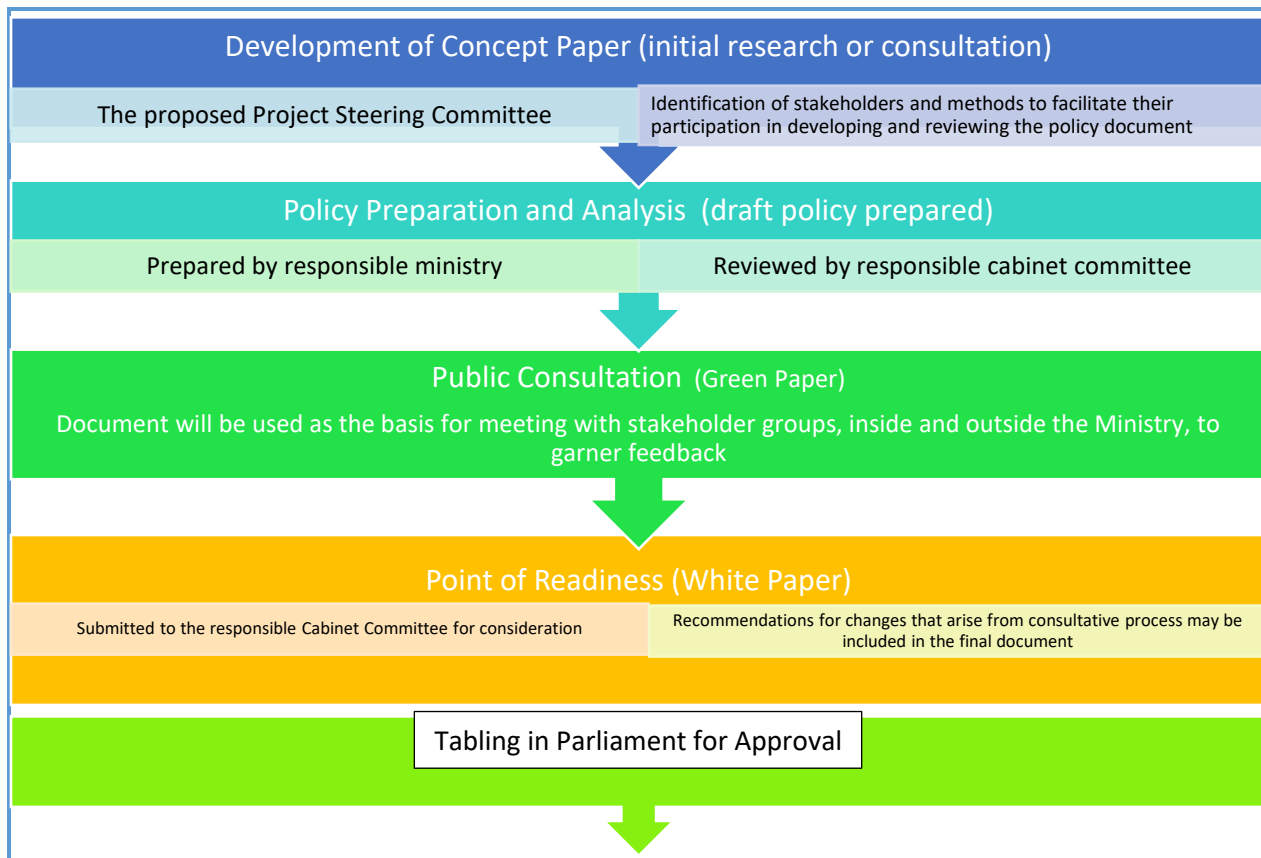 Development of Concept Paper (initial research or consultation)
The proposed Project Steering Committee
Identification of stakeholders and methods to facilitate their
participation in developing and reviewing the policy document
Policy Preparation and Analysis (draft policy prepared)
Prepared by responsible ministry
Reviewed by responsible cabinet committee
Public Consultation (Green Paper)
Document will be used as the basis for meeting with stakeholder groups, inside and outside the Ministry, to
garner feedback
Point of Readiness (White Paper)
Submitted to the responsible Cabinet Committee for consideration
Recommendations for changes that arise from consultative process may be
included in the final document
Tabling in Parliament for Approval